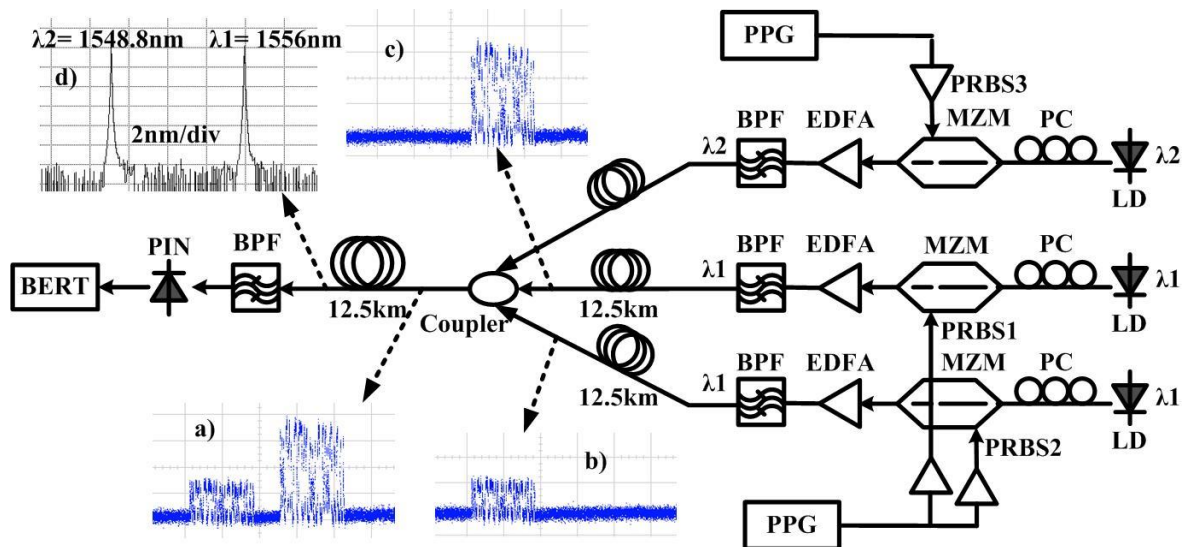 λ2= 1548.8nm λ1= 1556nm
d)
2nm/div
c)
PPG
PRBS3
BPF EDFA MZM PC
λ2 λ2
LD
PIN BPF
BERT
12.5km
Coupler
12.5km
BPF EDFA MZM PC
λ1 λ1
LD
PRBS1
12.5km
BPF EDFA MZM PC
λ1 λ1
LD
PRBS2
a)
b)
PPG